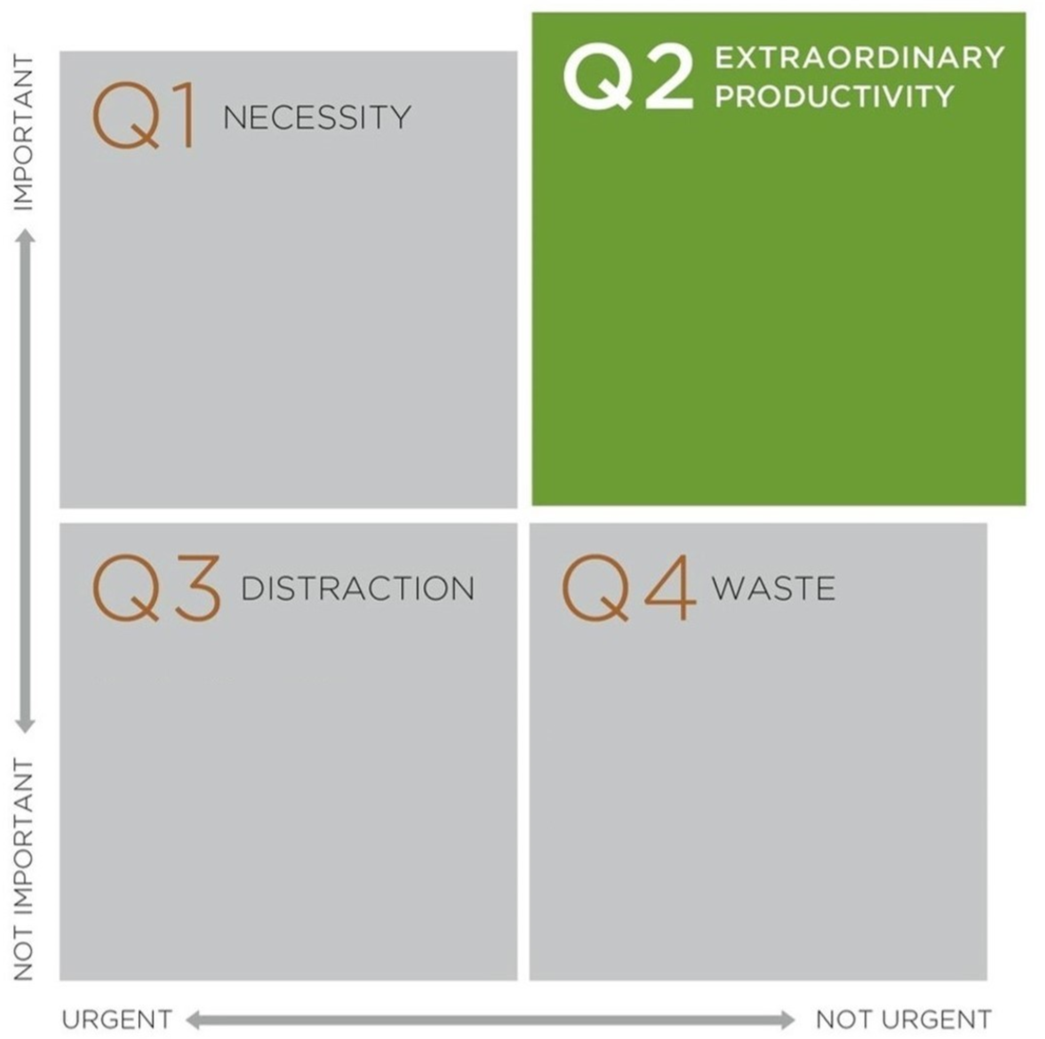 IMPORTANT
Q1 NECESSITY
Q2 EXTRAORDINARY
PRODUCTIVITY
Q3 DISTRACTION
Q4 WASTE
NOT IMPORTANT
URGENT
NOT URGENT